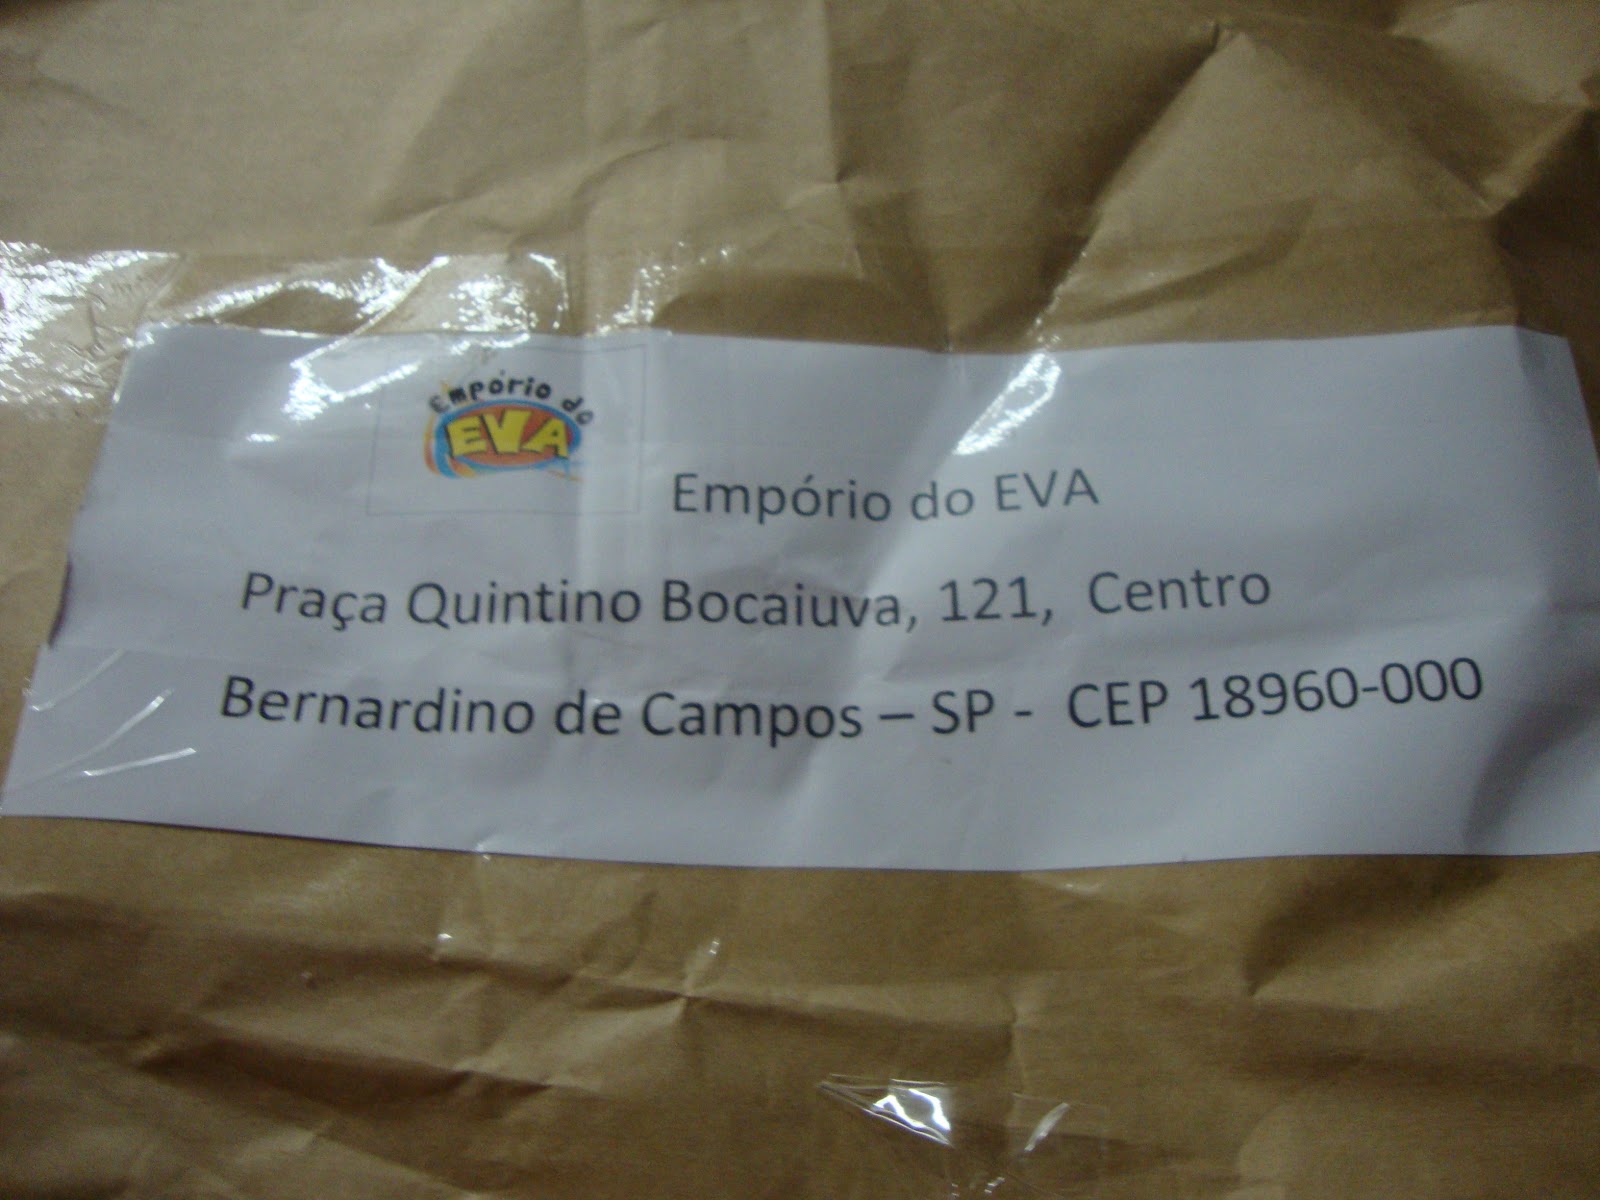 Empório do
EVA
Empório do EVA
Praça Quintino Bocaiuva, 121, Centro
Bernardino de Campos – SP - CEP 18960-000